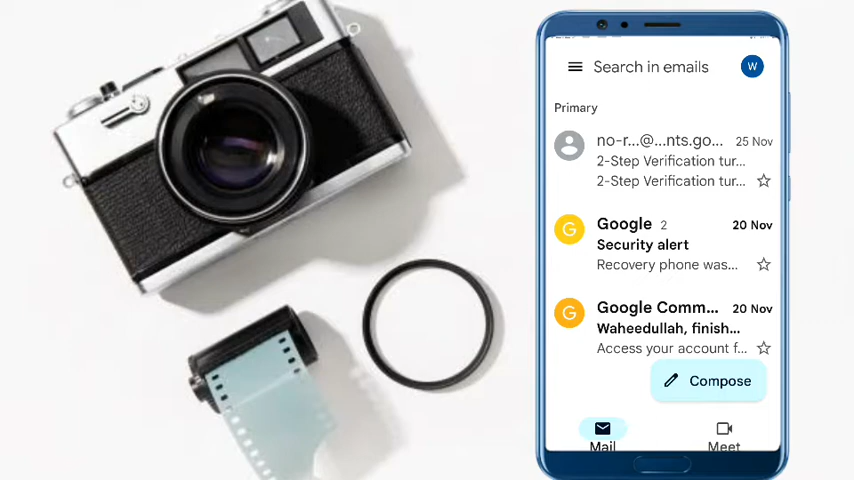 Search in emails
W
Primary
no-r...@...nts.go... 25 Nov
2-Step Verification tur...
2-Step Verification tur...
G
Google 2 20 Nov
Security alert
Recovery phone was...
G
Google Comm... 20 Nov
Waheedullah, finish...
Access your account f...
Compose
Mail Meet